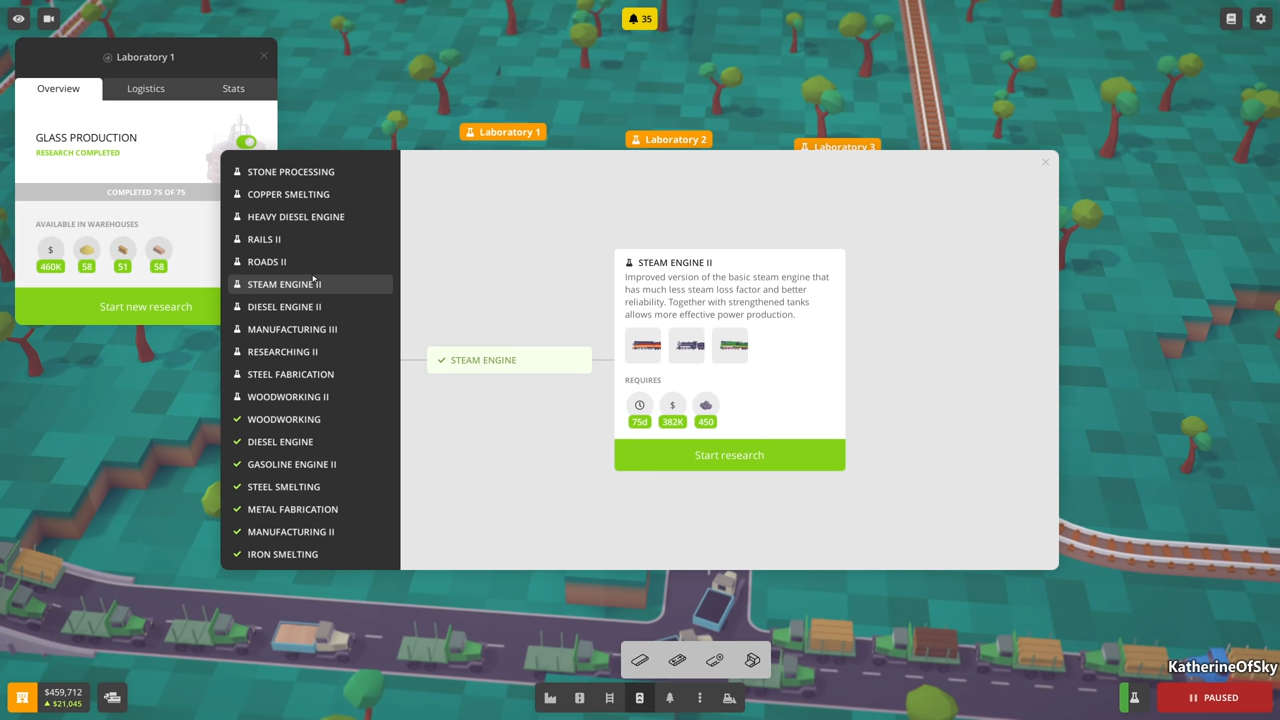 35
Laboratory 1
Overview
Logistics
Stats
GLASS PRODUCTION
RESEARCH COMPLETED
COMPLETED 75 OF 75
AVAILABLE IN WAREHOUSES
$
460K
58
51
58
Start new research
Laboratory 1
Laboratory 2
Laboratory 3
STONE PROCESSING
COPPER SMELTING
HEAVY DIESEL ENGINE
RAILS II
ROADS II
STEAM ENGINE II
DIESEL ENGINE II
MANUFACTURING III
RESEARCHING II
STEEL FABRICATION
WOODWORKING II
WOODWORKING
DIESEL ENGINE
GASOLINE ENGINE II
STEEL SMELTING
METAL FABRICATION
MANUFACTURING II
IRON SMELTING
STEAM ENGINE
STEAM ENGINE II
Improved version of the basic steam engine that
has much less steam loss factor and better
reliability. Together with strengthened tanks
allows more effective power production.
REQUIRES
$
75d
382K
450
Start research
KatherineOfSky
$459,712
$21,045
PAUSED